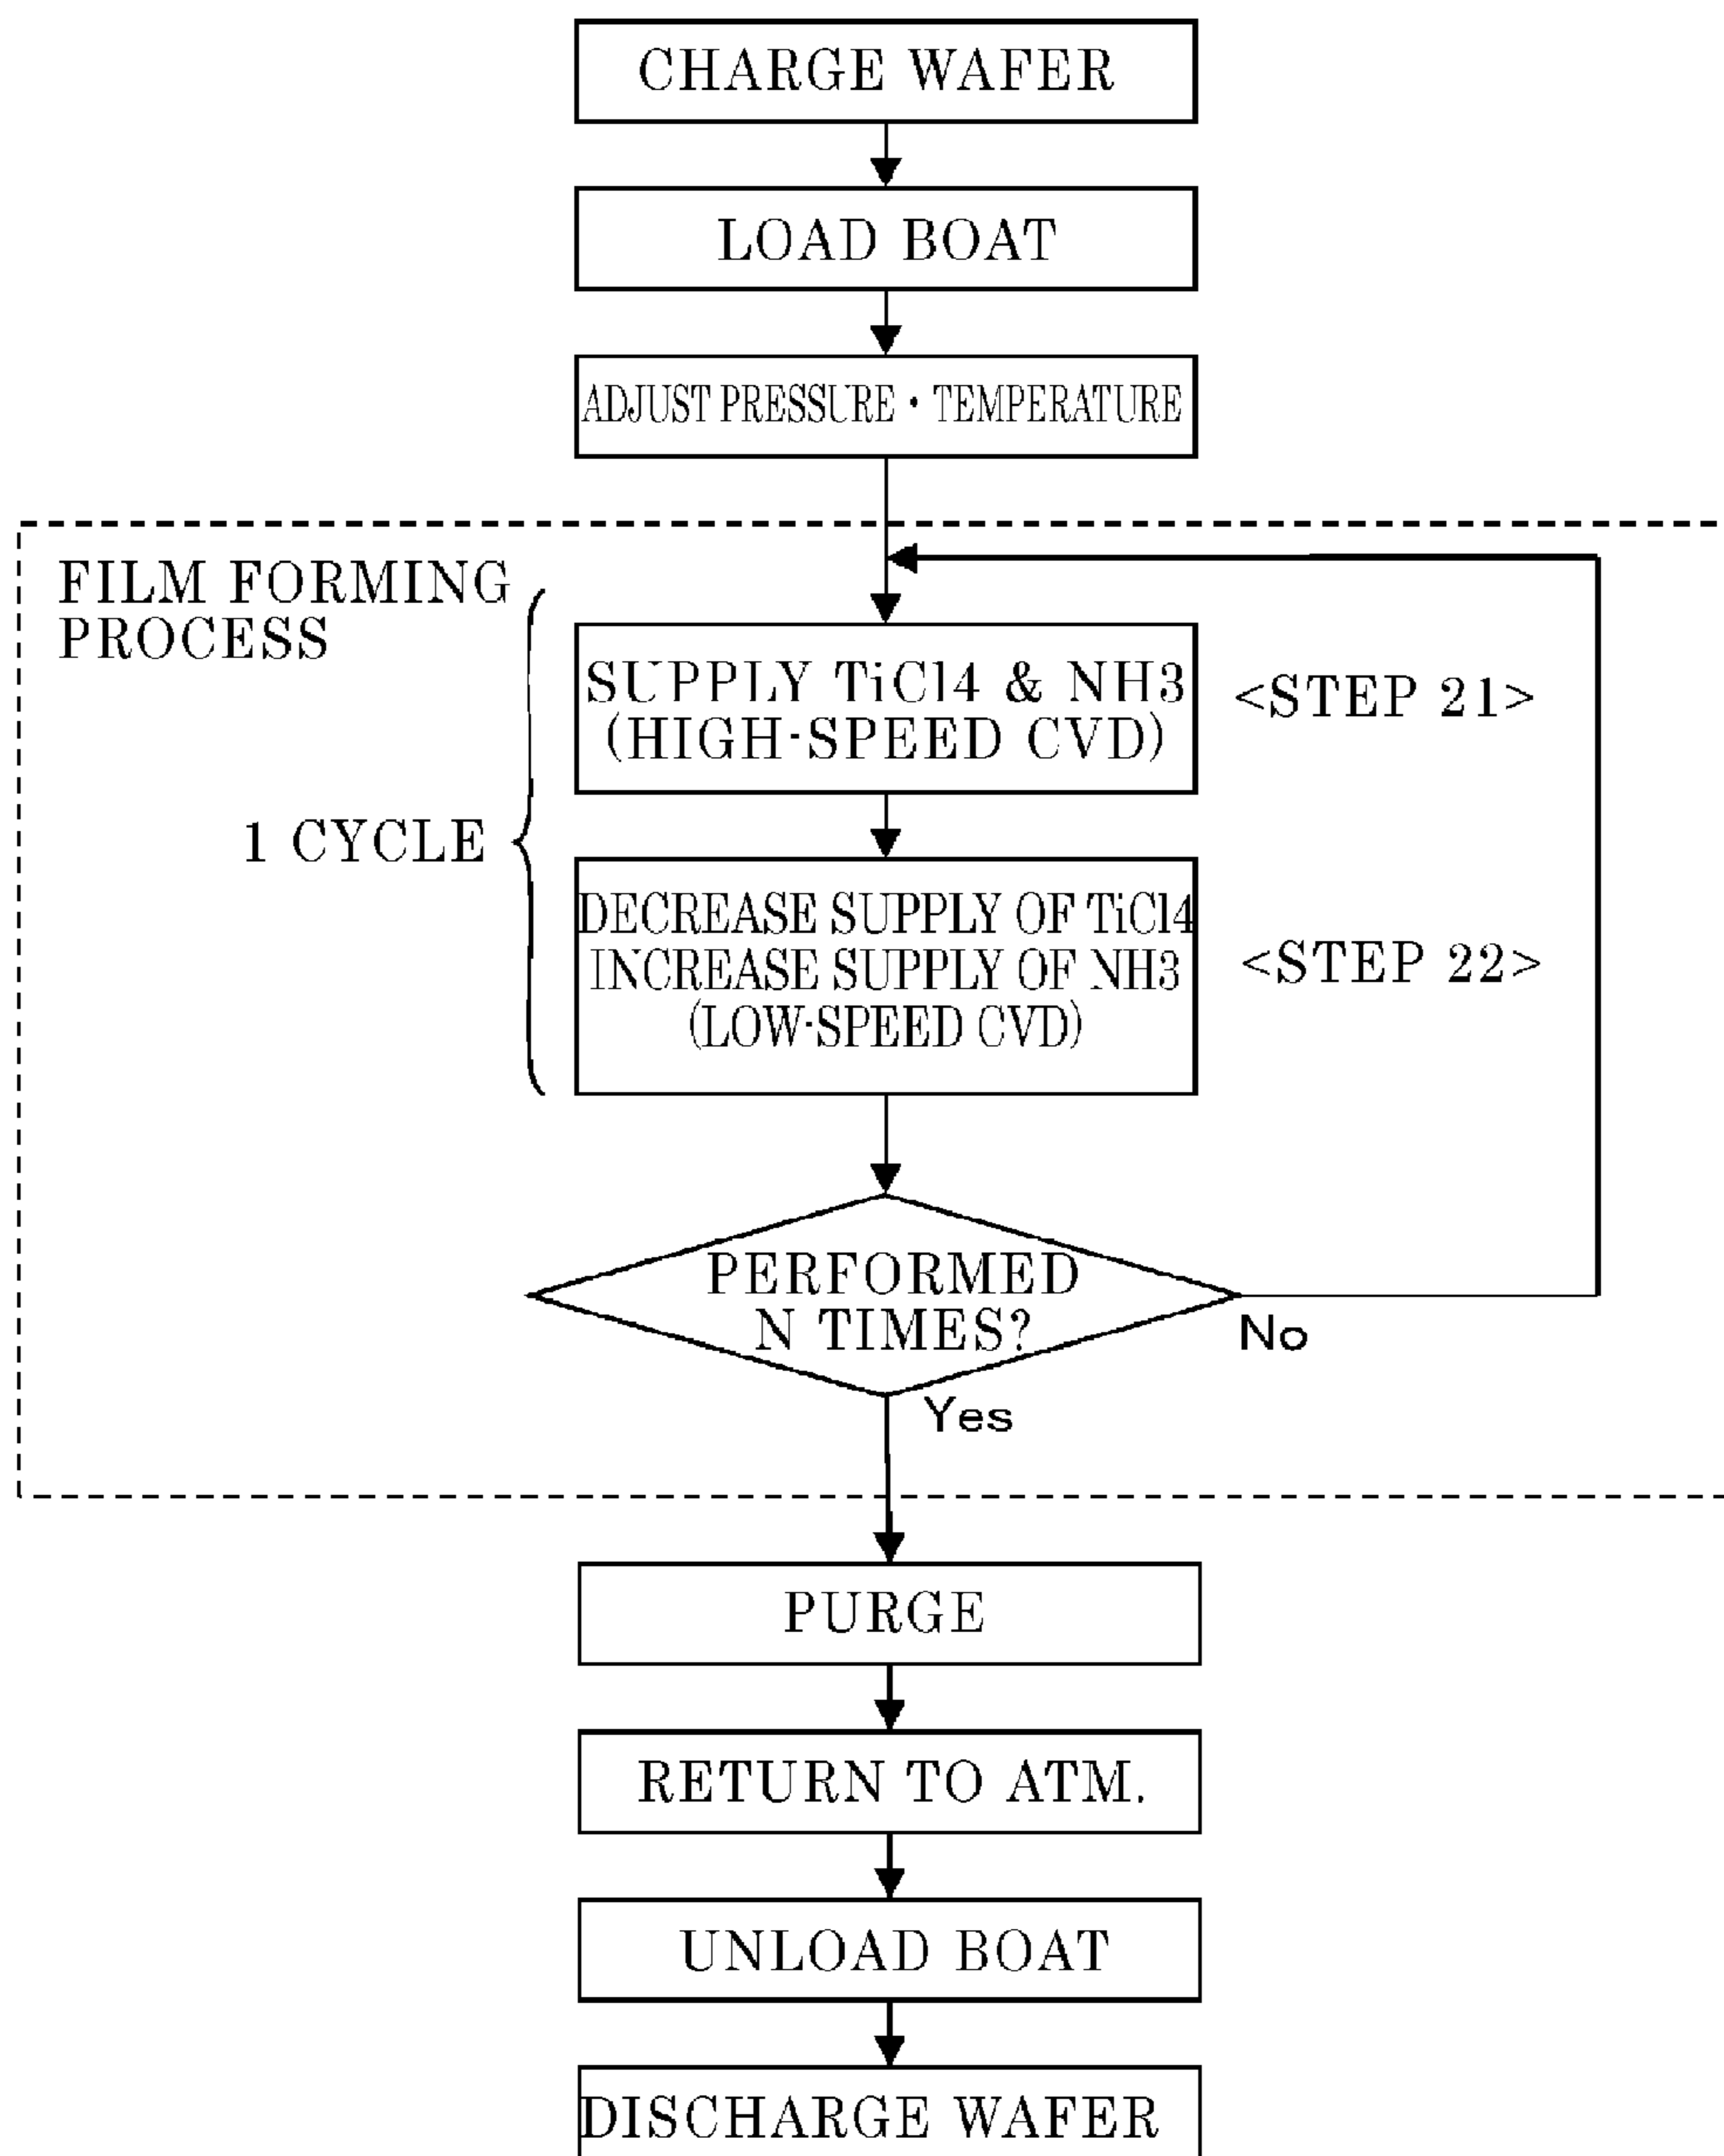 CHARGE WAFER
LOAD BOAT
ADJUST PRESSURE・TEMPERATURE
FILM FORMING
PROCESS
SUPPLY TiCl4 & NH3
(HIGH-SPEED CVD)
<STEP 21>
1 CYCLE
DECREASE SUPPLY OF TiCl4
INCREASE SUPPLY OF NH3
(LOW-SPEED CVD)
<STEP 22>
PERFORMED
N TIMES?
No
Yes
PURGE
RETURN TO ATM.
UNLOAD BOAT
DISCHARGE WAFER